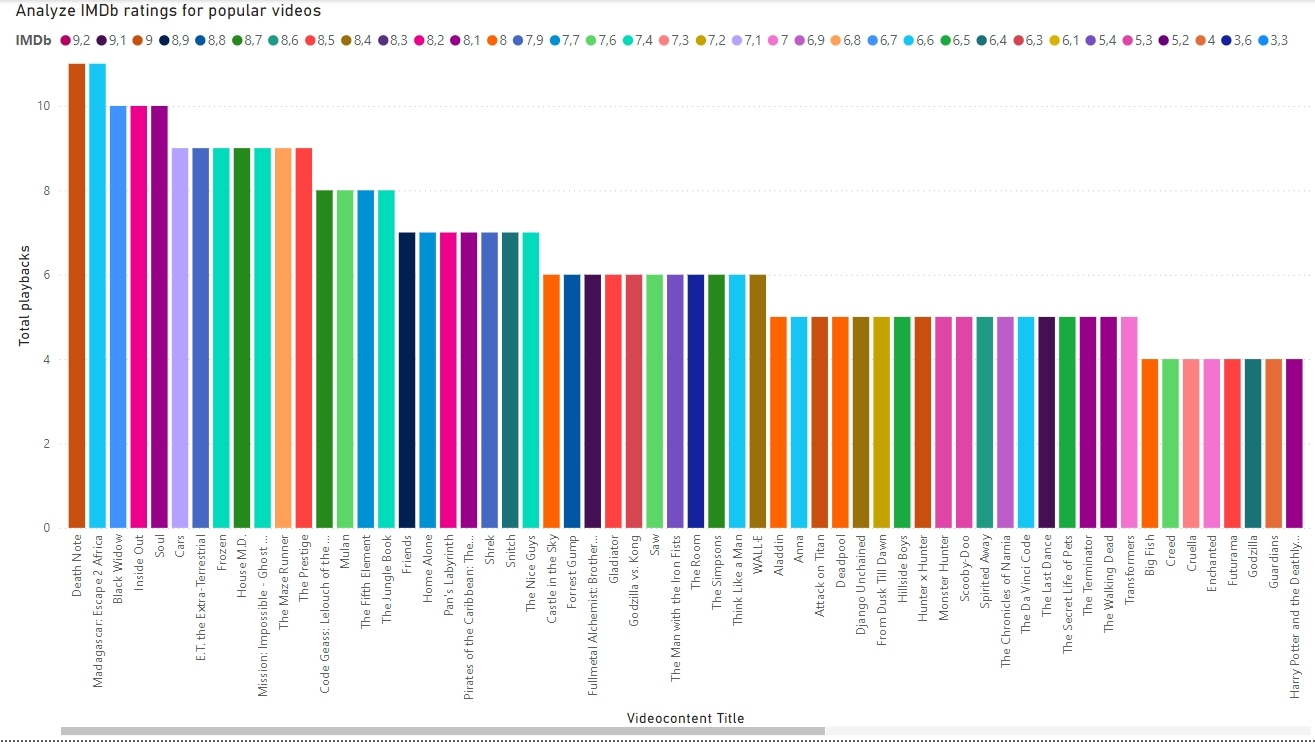 Analyze IMDb ratings for popular videos
IMDb 9,2 9,1 9 8,9 8,8 8,7 8,6 8,5 8,4 8,3 8,2 8,1 8 7,9 7,7 7,6 7,4 7,3 7,2 7,1 7 6,9 6,8 6,7 6,6 6,5 6,4 6,3 6,1 5,4 5,3 5,2 4 3,6 3,3
Total playbacks
10
8
6
4
2
0
Death Note
Madagascar: Escape 2 Africa
Black Widow
Inside Out
Soul
Cars
E.T. the Extra-Terrestrial
Frozen
House M.D.
Mission: Impossible - Ghost ...
The Maze Runner
The Prestige
Code Geass: Lelouch of the ...
Mulan
The Fifth Element
The Jungle Book
Friends
Home Alone
Pan's Labyrinth
Pirates of the Caribbean: The...
Shrek
Snitch
The Nice Guys
Castle in the Sky
Forrest Gump
Fullmetal Alchemist: Brother...
Gladiator
Godzilla vs. Kong
Saw
The Man with the Iron Fists
The Room
The Simpsons
Think Like a Man
WALL·E
Aladdin
Anna
Attack on Titan
Deadpool
Django Unchained
From Dusk Till Dawn
Hillside Boys
Hunter x Hunter
Monster Hunter
Scooby-Doo
Spirited Away
The Chronicles of Narnia
The Da Vinci Code
The Last Dance
The Secret Life of Pets
The Terminator
The Walking Dead
Transformers
Big Fish
Creed
Cruella
Enchanted
Futurama
Godzilla
Guardians
Harry Potter and the Deathly...
Videocontent Title